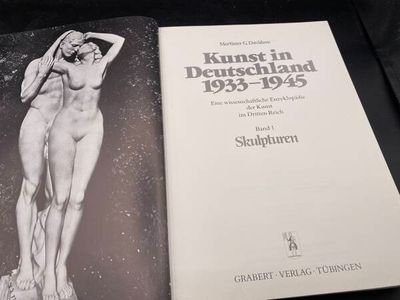 Mortimer G. Davidson
Kunst in
Deutschland
1933–1945
Eine wissenschaftliche Enzyklopädie
der Kunst
im Dritten Reich
Band 1
Skulpturen
GRABERT · VERLAG · TÜBINGEN